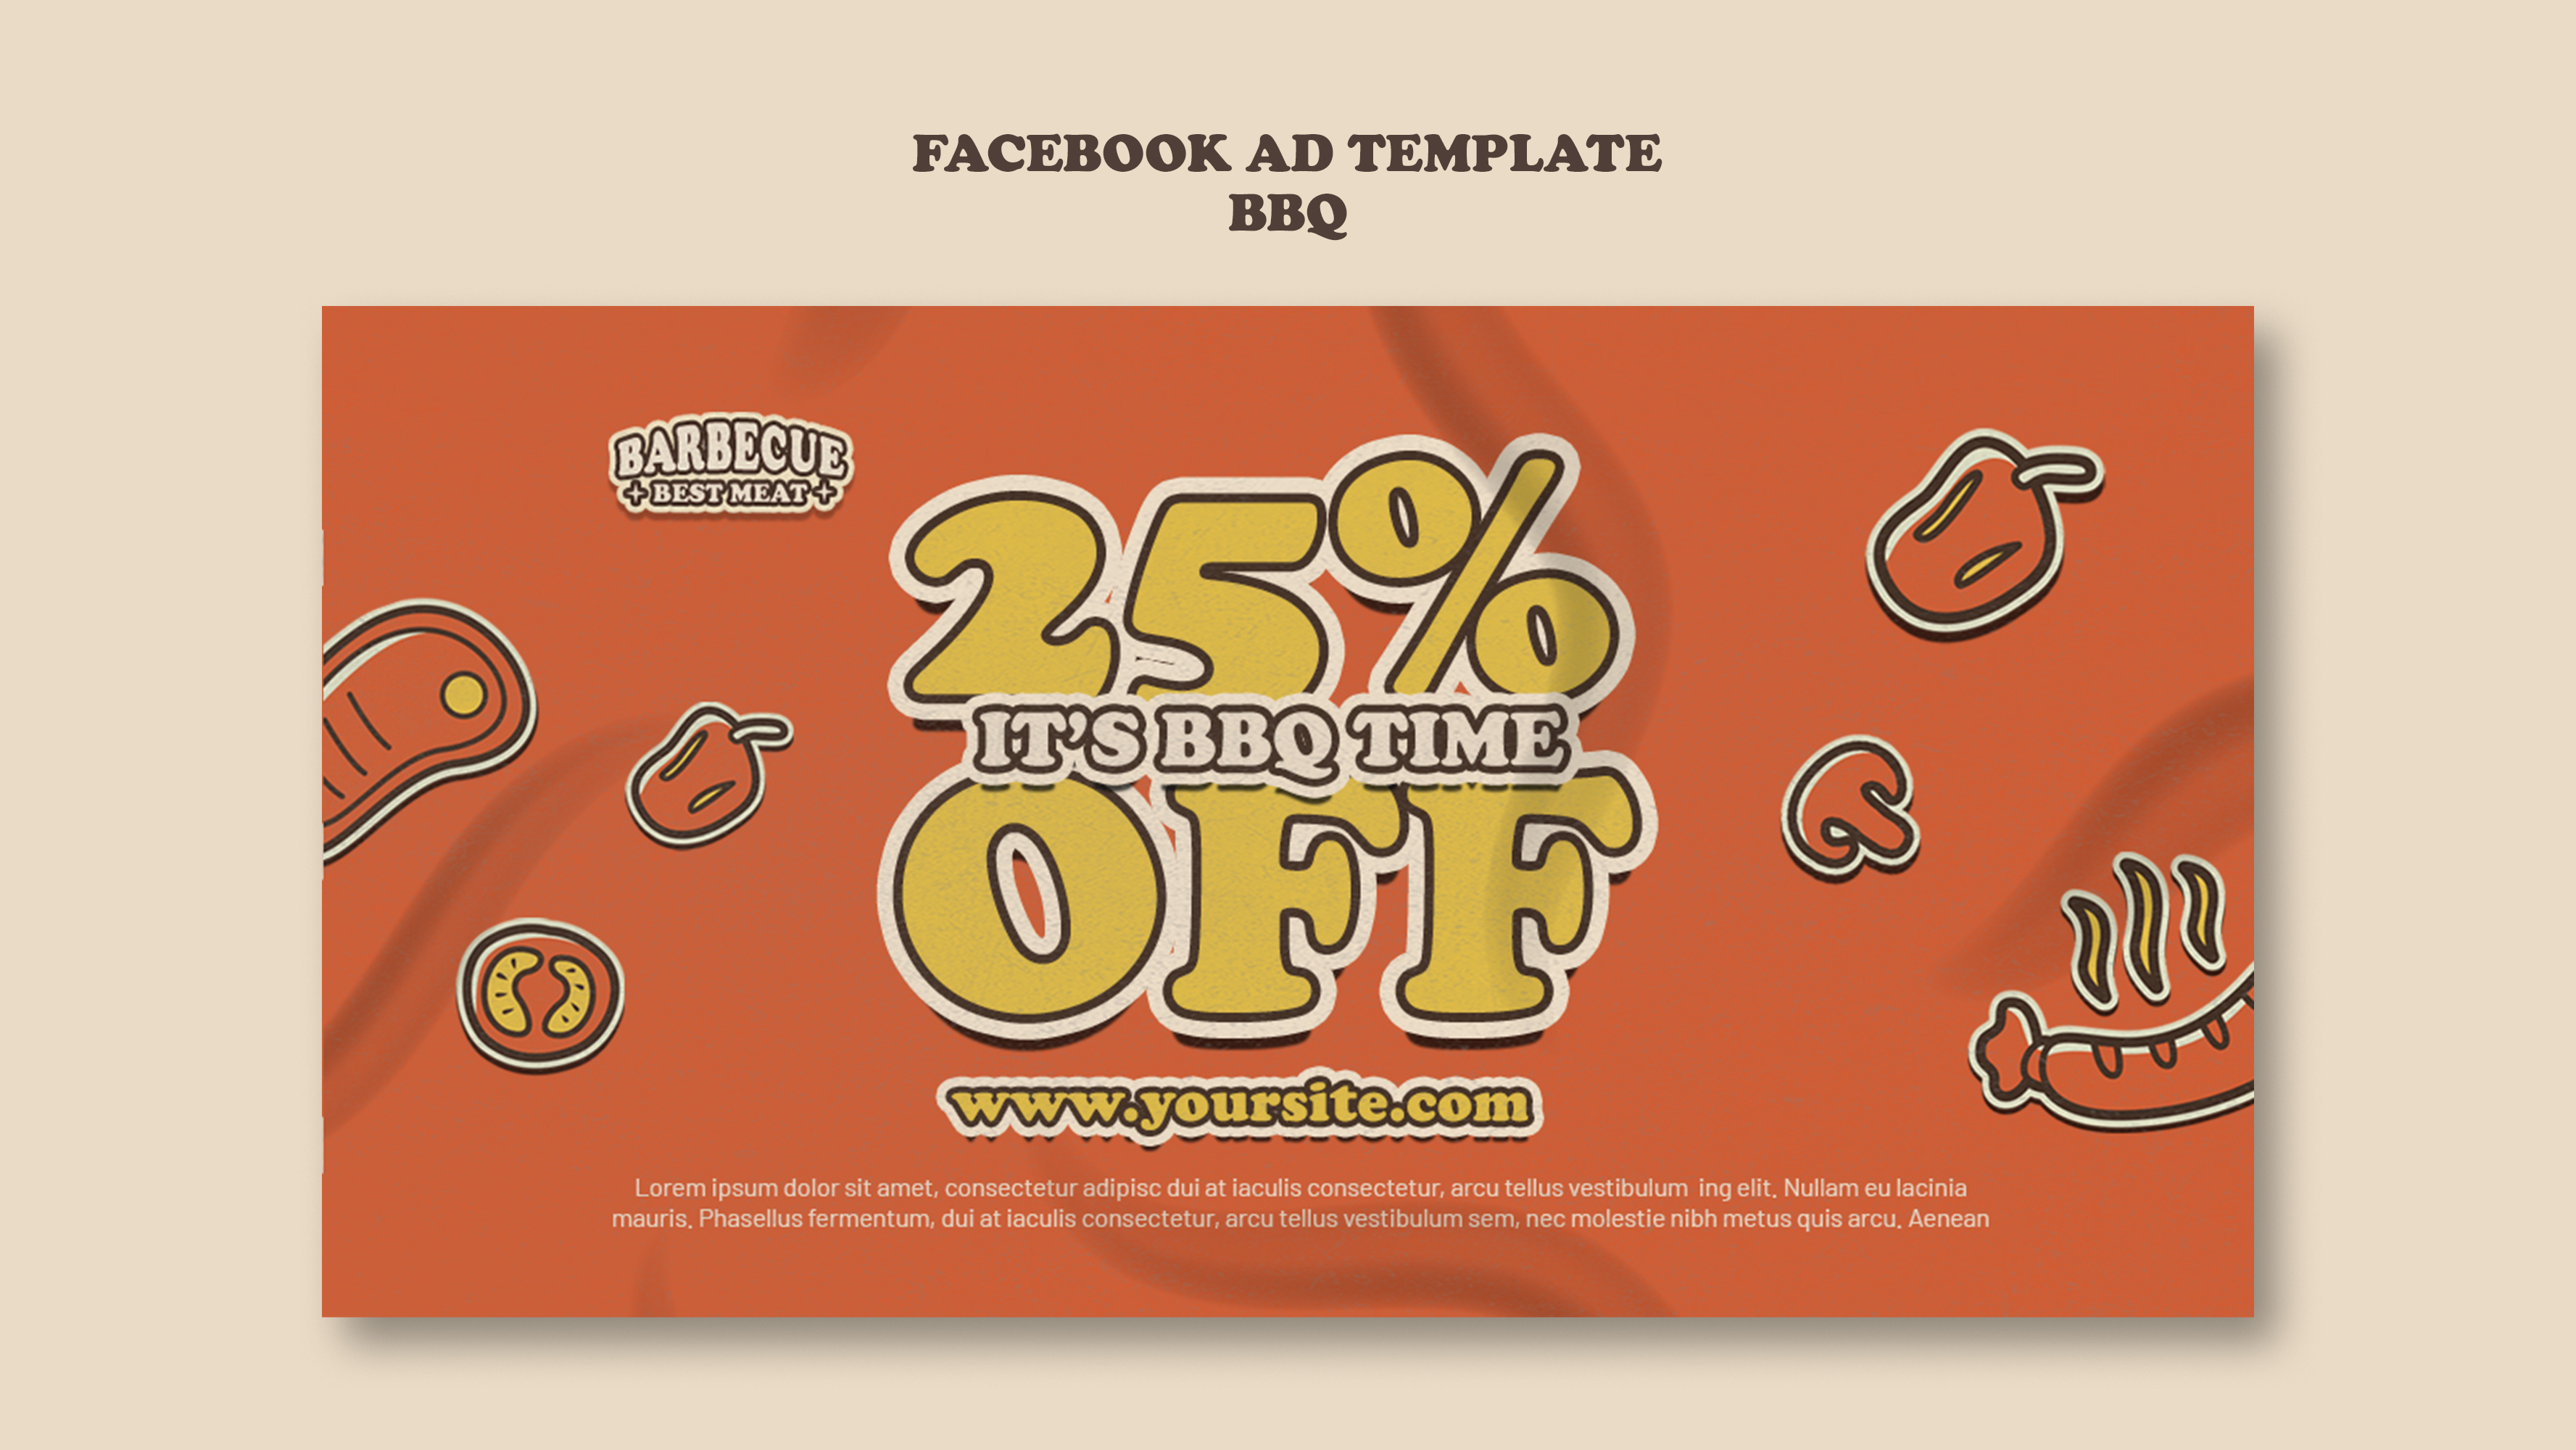 FACEBOOK AD TEMPLATE
BBQ
BARBECUE
+ BEST MEAT +
25%
IT'S BBQ TIME
OFF
www.yoursite.com
Lorem ipsum dolor sit amet, consectetur adipisc dui at iaculis consectetur, arcu tellus vestibulum  ing elit. Nullam eu lacinia
mauris. Phasellus fermentum, dui at iaculis consectetur, arcu tellus vestibulum sem, nec molestie nibh metus quis arcu. Aenean